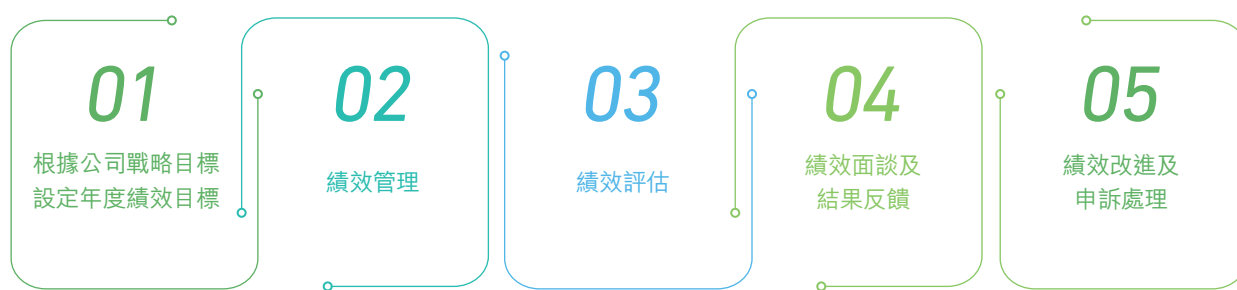 01
根據公司戰略目標
設定年度績效目標
02
績效管理
03
績效評估
04
績效面談及
結果反饋
05
績效改進及
申訴處理